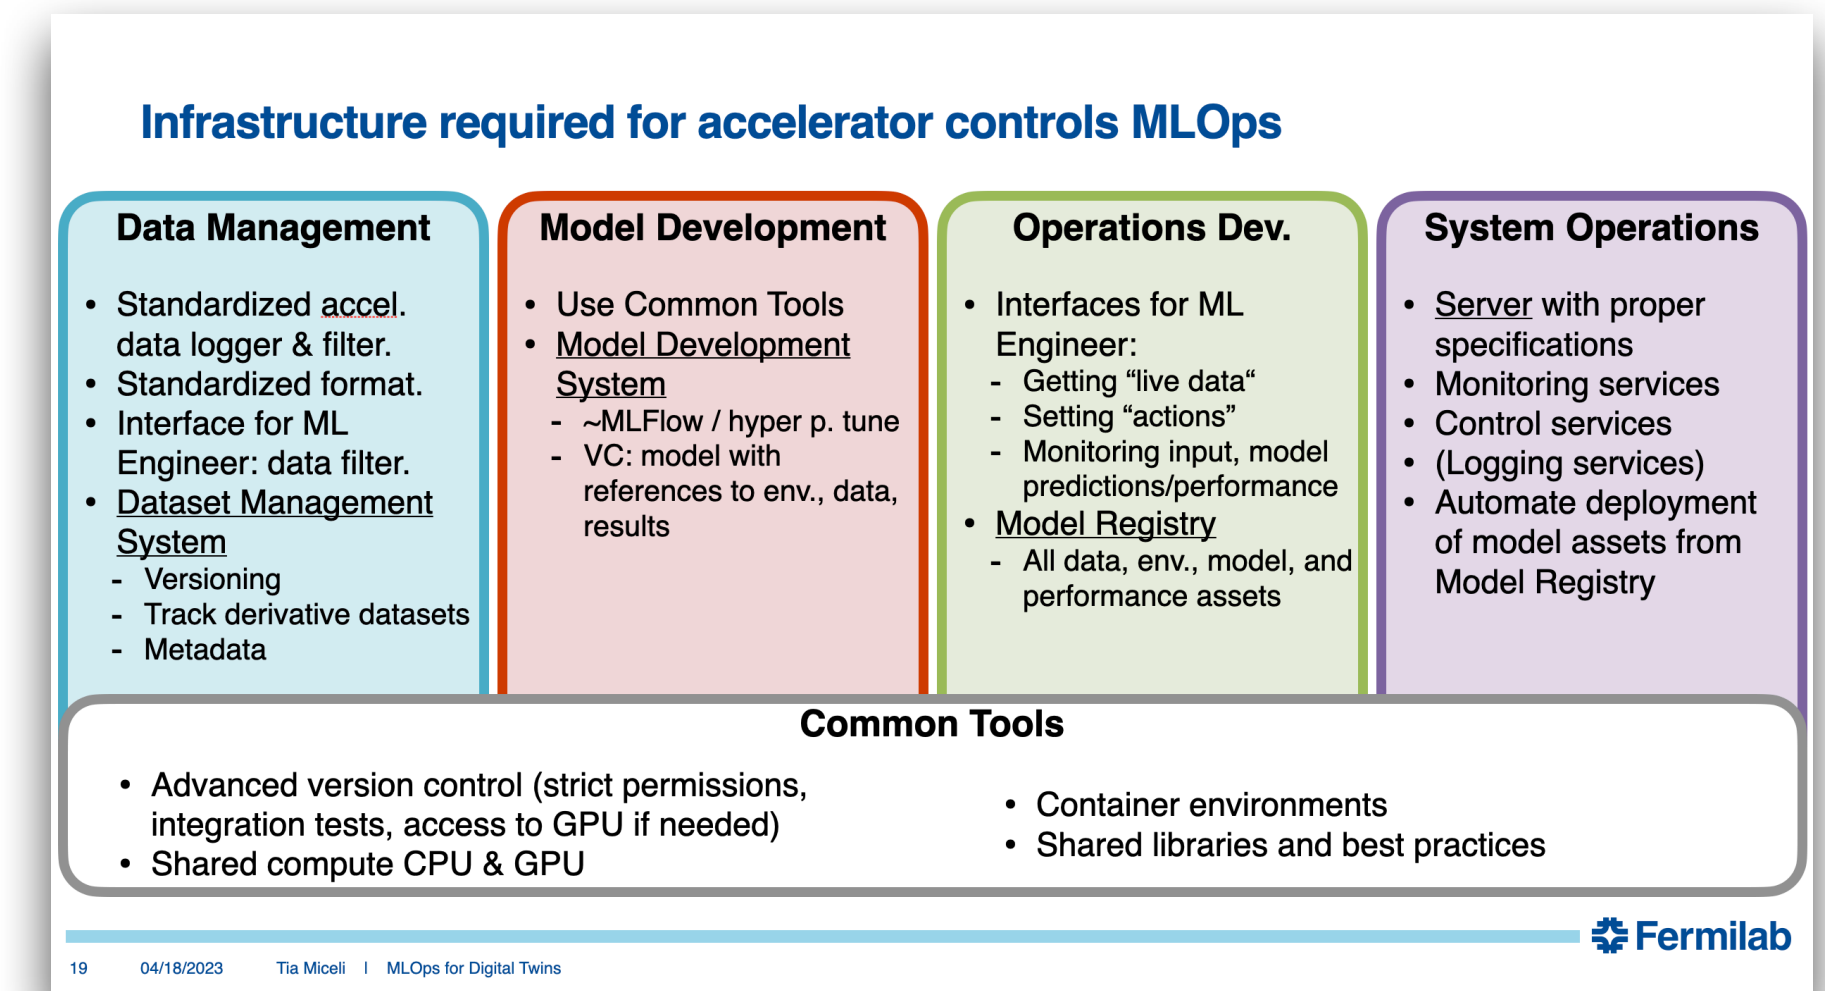 Infrastructure required for accelerator controls MLOps
Data Management
• Standardized accel.
data logger & filter.
• Standardized format.
• Interface for ML
Engineer: data filter.
• Dataset Management
System
- Versioning
- Track derivative datasets
- Metadata
Model Development
• Use Common Tools
• Model Development
System
- ~MLFlow / hyper p. tune
- VC: model with
references to env., data,
results
Operations Dev.
• Interfaces for ML
Engineer:
- Getting “live data“
- Setting “actions”
- Monitoring input, model
predictions/performance
• Model Registry
- All data, env., model, and
performance assets
System Operations
• Server with proper
specifications
• Monitoring services
• Control services
• (Logging services)
• Automate deployment
of model assets from
Model Registry
Common Tools
• Advanced version control (strict permissions,
integration tests, access to GPU if needed)
• Shared compute CPU & GPU
• Container environments
• Shared libraries and best practices
Fermilab
19 04/18/2023 Tia Miceli | MLOps for Digital Twins